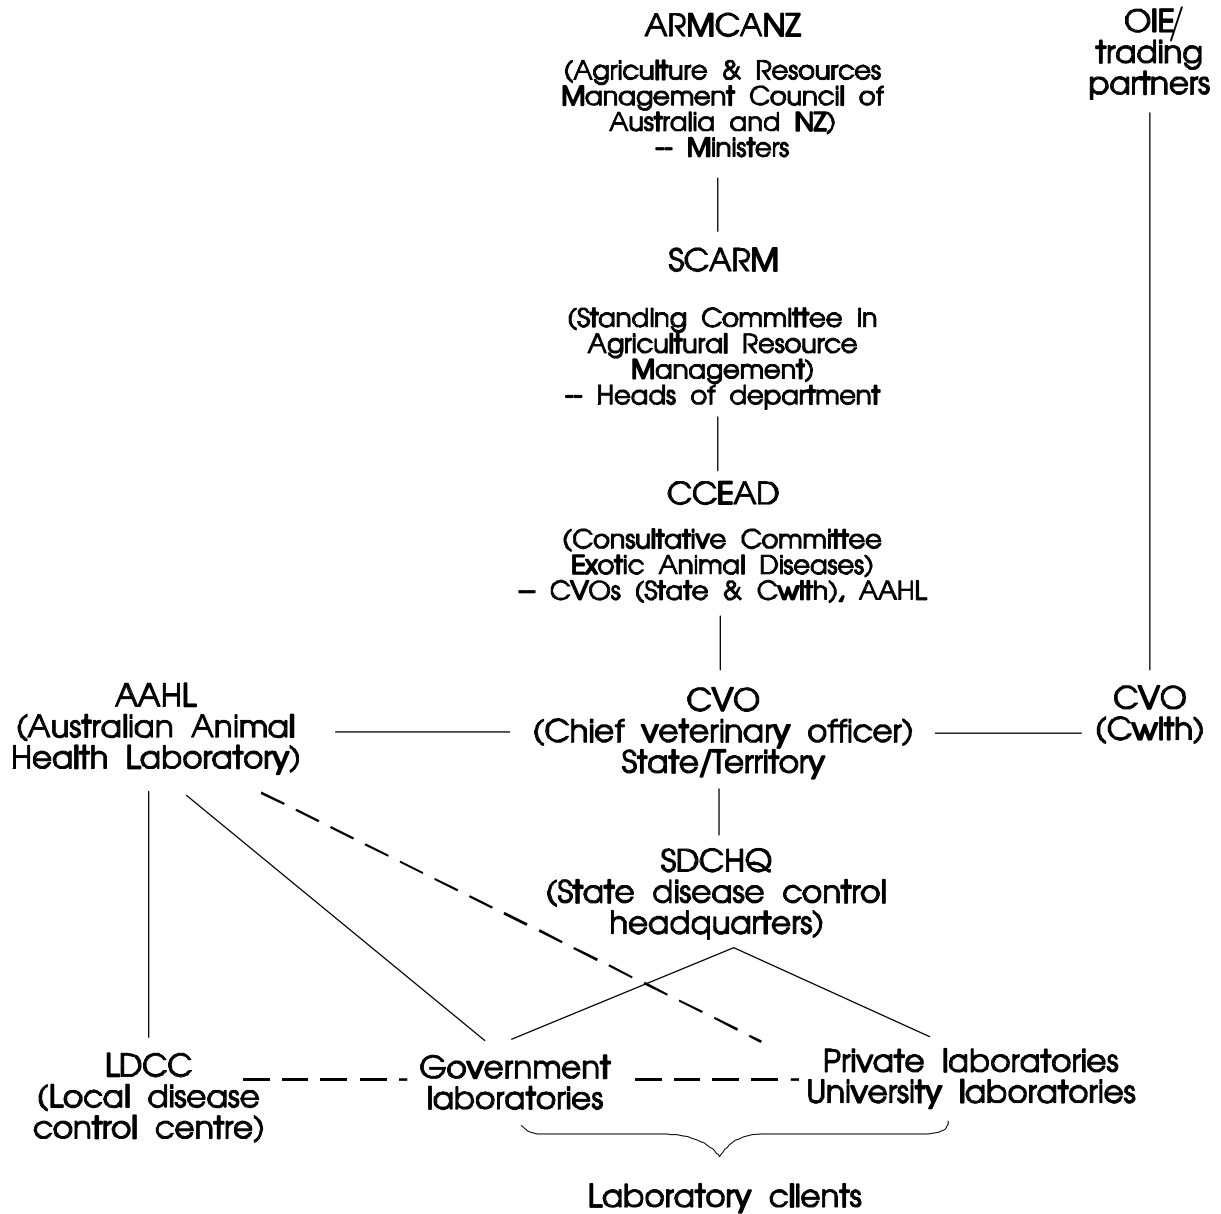 ARMCANZ
(Agriculture & Resources
Management Council of
Australia and NZ)
-- Ministers
OIE/
trading
partners
SCARM
(Standing Committee in
Agricultural Resource
Management)
-- Heads of department
CCEAD
(Consultative Committee
Exotic Animal Diseases)
– CVOs (State & Cwlth), AAHL
AAHL
(Australian Animal
Health Laboratory)
CVO
(Chief veterinary officer)
State/Territory
CVO
(Cwlth)
SDCHQ
(State disease control
headquarters)
LDCC
(Local disease
control centre)
Government
laboratories
Private laboratories
University laboratories
Laboratory clients